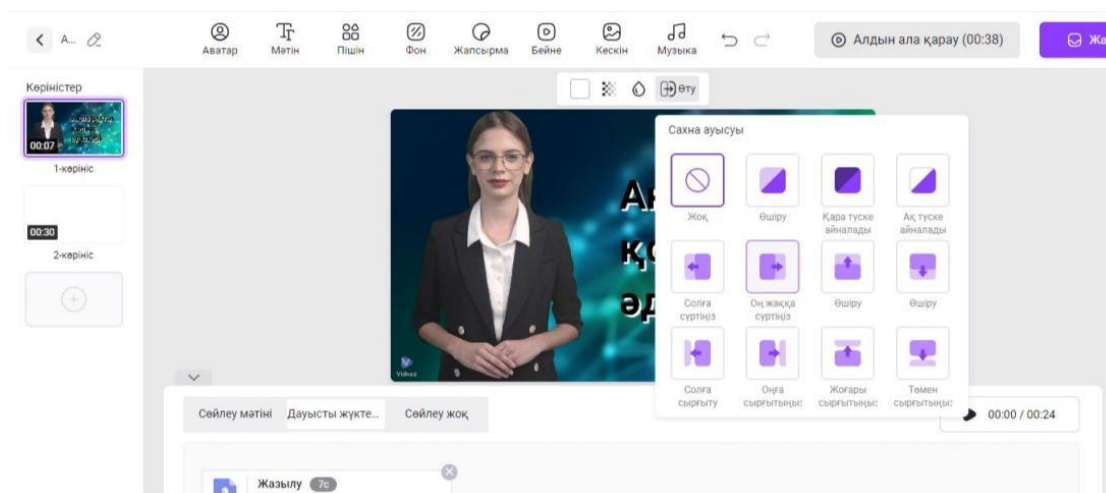 А...
Аватар
Мәтін
Пішін
Фон
Жапсырма
Бейне
Кескін
Музыка
Алдын ала қарау (00:38)
Жа
Көріністер
00:07
1-көрініс
00:30
2-көрініс
Өту
Сахна ауысуы
Жоқ
Өшіру
Қара түске
айналады
Ақ түске
айналады
Солға
сүртіңіз
Оң жаққа
сүртіңіз
Өшіру
Өшіру
Солға
сырғыту
Оңға
сырғытыңыз
Жоғары
сырғытыңыз
Төмен
сырғытыңыз
Vidnoz
Сөйлеу мәтіні
Дауысты жүкте...
Сөйлеу жоқ
00:00 / 00:24
Жазылу 7с